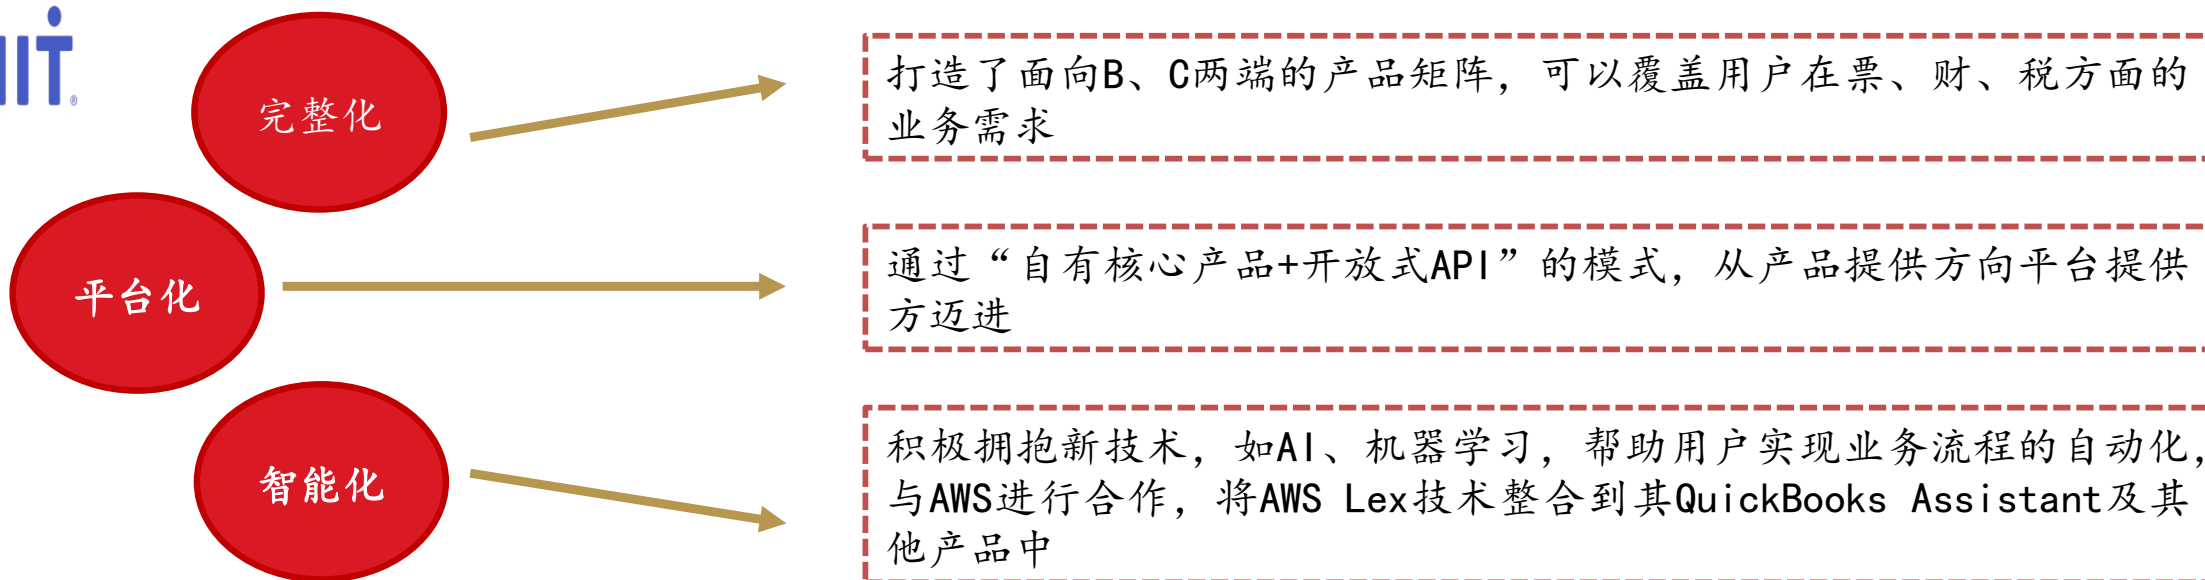 完整化
打造了面向B、C两端的产品矩阵，可以覆盖用户在票、财、税方面的
业务需求
平台化
通过“自有核心产品+开放式API”的模式，从产品提供方向平台提供
方迈进
智能化
积极拥抱新技术，如AI、机器学习，帮助用户实现业务流程的自动化，
与AWS进行合作，将AWS Lex技术整合到其QuickBooks Assistant及其
他产品中